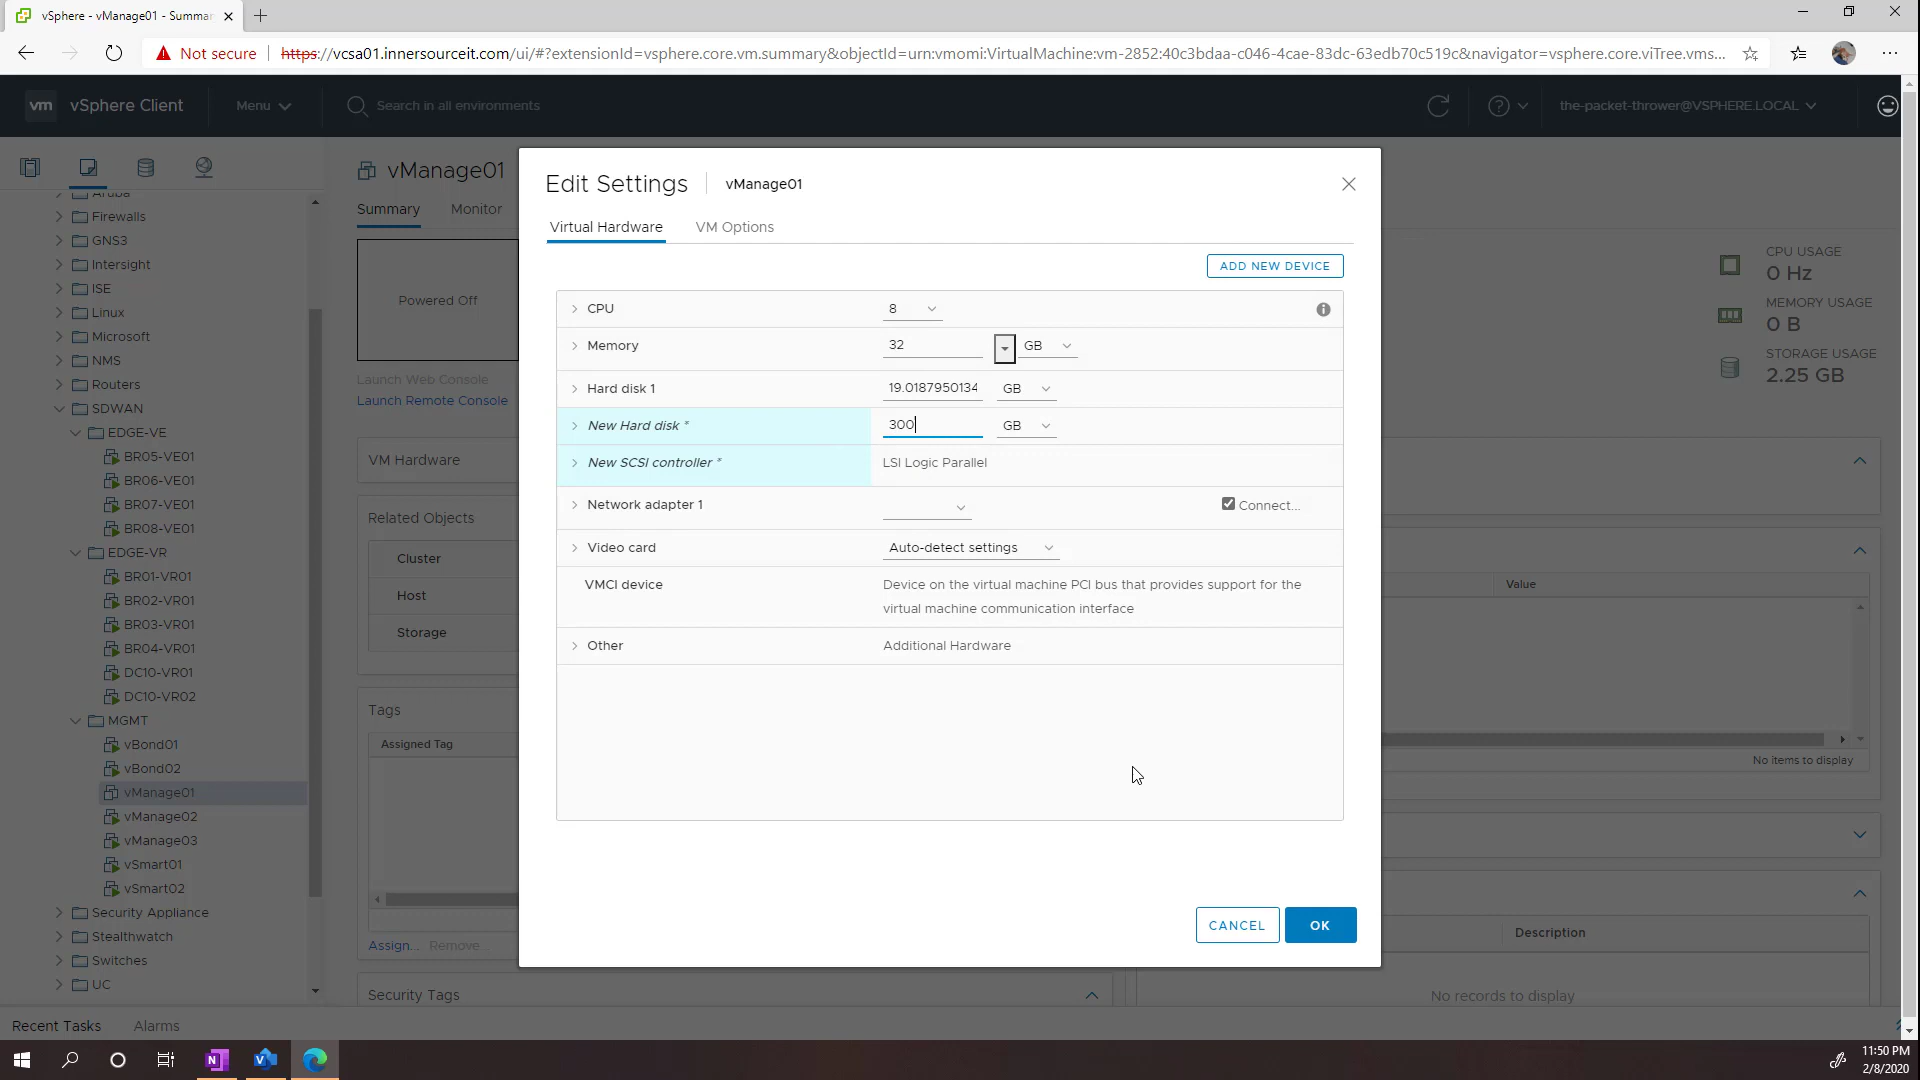 vSphere - vManage01 - Summar
Not secure
https://vcsa01.innersourceit.com/ui/#?extensionId=vsphere.core.vm.summary&objectId=urn:vmomi:VirtualMachine:vm-2852:40c3bdaa-c046-4cae-83dc-63edb70c519c&navigator=vsphere.core.viTree.vms...
vm vSphere Client Menu Search in all environments the-packet-thrower@VSPHERE.LOCAL
Aruba
Firewalls
GNS3
Intersight
ISE
Linux
Microsoft
NMS
Routers
SDWAN
EDGE-VE
BR05-VE01
BR06-VE01
BR07-VE01
BR08-VE01
EDGE-VR
BR01-VR01
BR02-VR01
BR03-VR01
BR04-VR01
DC10-VR01
DC10-VR02
MGMT
vBond01
vBond02
vManage01
vManage02
vManage03
vSmart01
vSmart02
Security Appliance
Stealthwatch
Switches
UC
vManage01
Summary Monitor
Powered Off
Launch Web Console
Launch Remote Console
VM Hardware
Related Objects
Cluster
Host
Storage
Tags
Assigned Tag
Assign... Remove...
Security Tags
Edit Settings vManage01
Virtual Hardware VM Options
ADD NEW DEVICE
CPU 8
Memory 32 GB
Hard disk 1 19.0187950134 GB
New Hard disk * 300 GB
New SCSI controller * LSI Logic Parallel
Network adapter 1 Connect...
Video card Auto-detect settings
VMCI device Device on the virtual machine PCI bus that provides support for the
virtual machine communication interface
Other Additional Hardware
CANCEL OK
CPU USAGE
0 Hz
MEMORY USAGE
0 B
STORAGE USAGE
2.25 GB
Value
No items to display
Description
No records to display
Recent Tasks Alarms
11:50 PM
2/8/2020